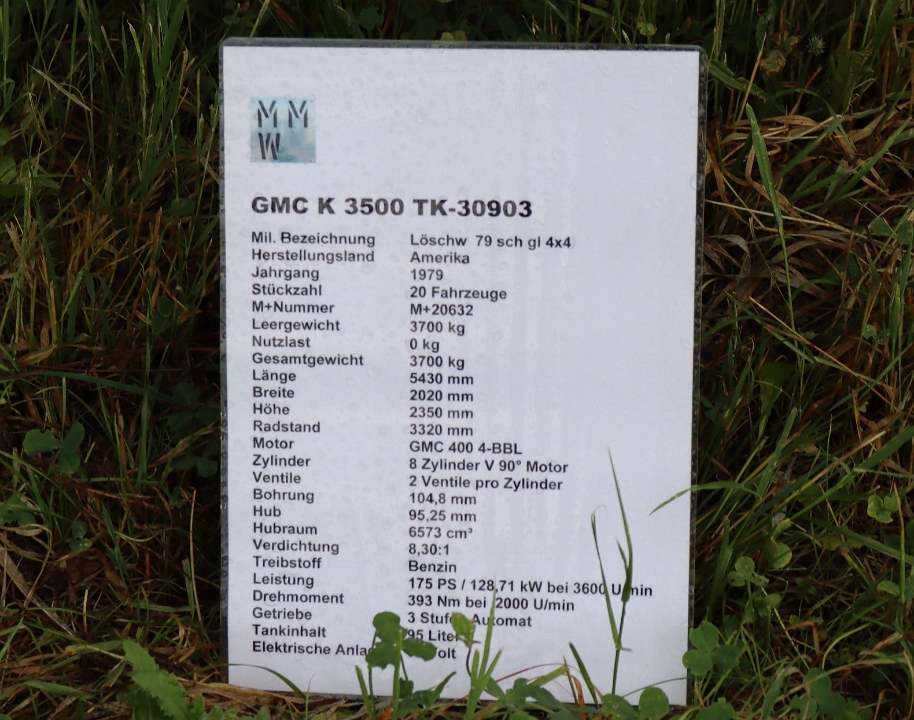 M M
W
GMC K 3500 TK-30903
Mil. Bezeichnung Löschw 79 sch gl 4x4
Herstellungsland Amerika
Jahrgang 1979
Stückzahl 20 Fahrzeuge
M+Nummer M+20632
Leergewicht 3700 kg
Nutzlast 0 kg
Gesamtgewicht 3700 kg
Länge 5430 mm
Breite 2020 mm
Höhe 2350 mm
Radstand 3320 mm
Motor GMC 400 4-BBL
Zylinder 8 Zylinder V 90° Motor
Ventile 2 Ventile pro Zylinder
Bohrung 104,8 mm
Hub 95,25 mm
Hubraum 6573 cm³
Verdichtung 8,30:1
Treibstoff Benzin
Leistung 175 PS / 128,71 kW bei 3600 U/min
Drehmoment 393 Nm bei 2000 U/min
Getriebe 3 Stufen Automat
Tankinhalt 95 Liter
Elektrische